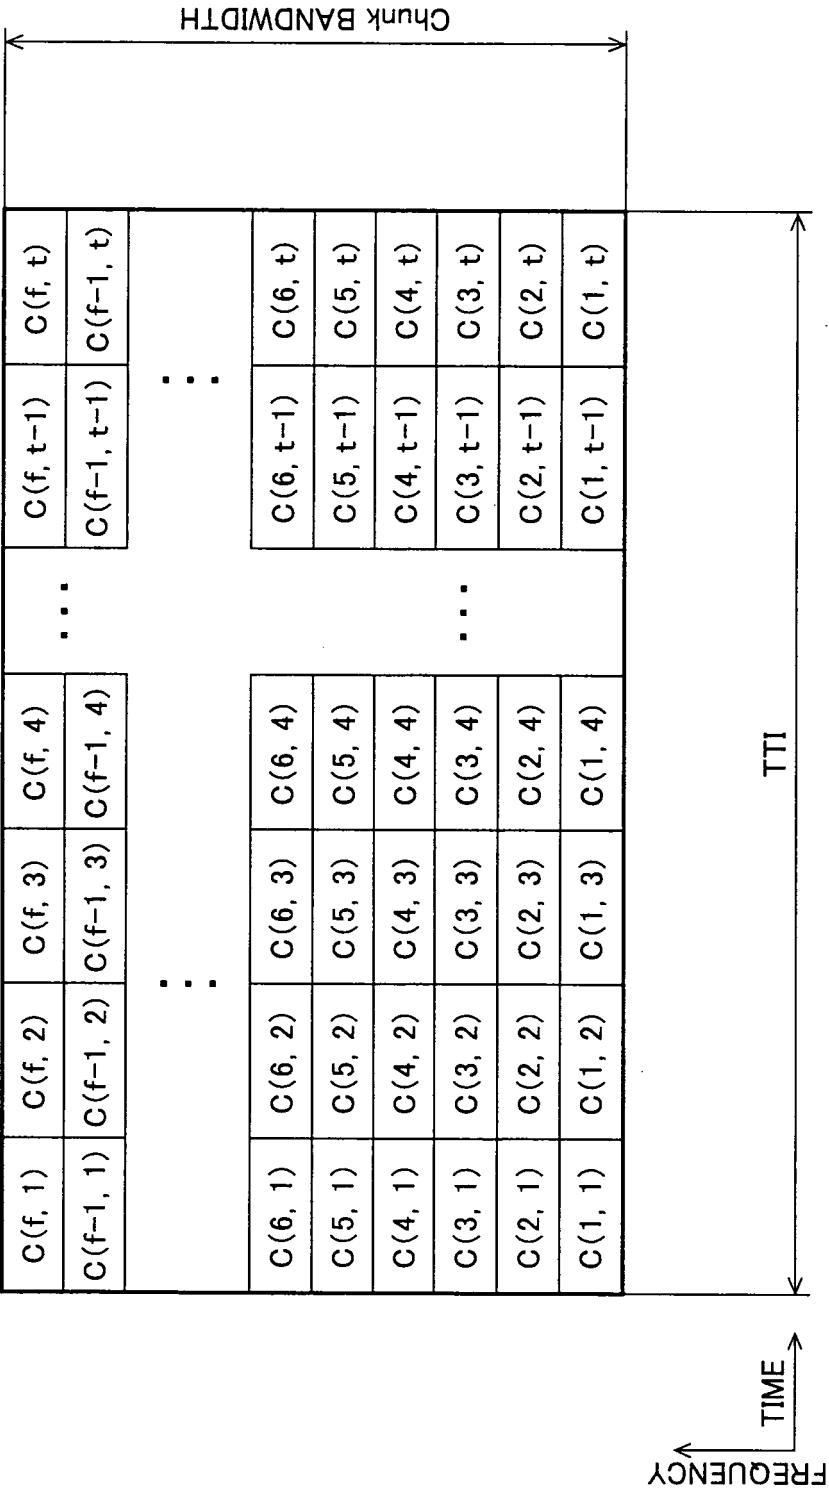 C(f, 1) C(f, 2) C(f, 3) C(f, 4) ... C(f, t-1) C(f, t)
C(f-1, 1) C(f-1, 2) C(f-1, 3) C(f-1, 4) C(f-1, t-1) C(f-1, t)
... ...
C(6, 1) C(6, 2) C(6, 3) C(6, 4) C(6, t-1) C(6, t)
C(5, 1) C(5, 2) C(5, 3) C(5, 4) C(5, t-1) C(5, t)
C(4, 1) C(4, 2) C(4, 3) C(4, 4) C(4, t-1) C(4, t)
C(3, 1) C(3, 2) C(3, 3) C(3, 4) ... C(3, t-1) C(3, t)
C(2, 1) C(2, 2) C(2, 3) C(2, 4) C(2, t-1) C(2, t)
C(1, 1) C(1, 2) C(1, 3) C(1, 4) C(1, t-1) C(1, t)
Chunk BANDWIDTH
TTI
FREQUENCY
TIME